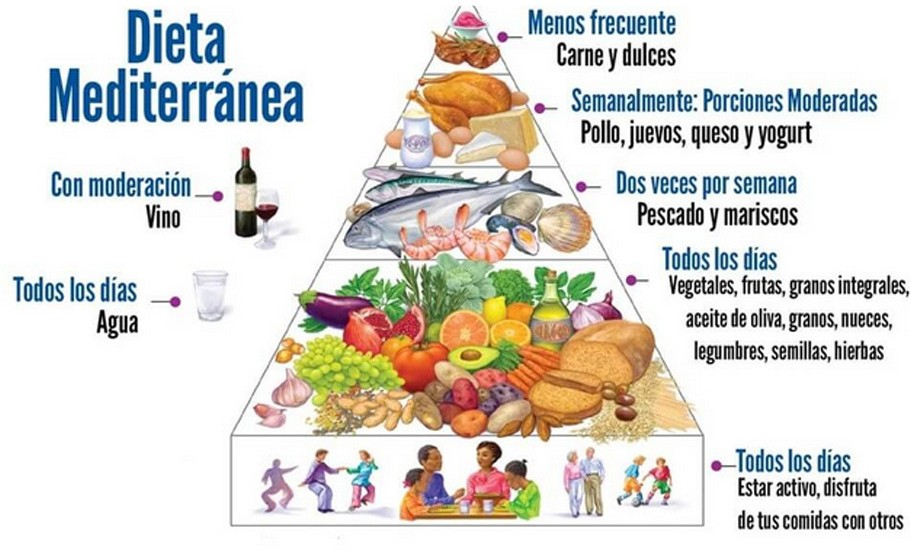 Dieta
Mediterránea
Menos frecuente
Carne y dulces
Semanalmente: Porciones Moderadas
Pollo, juevos, queso y yogurt
Con moderación
Vino
Dos veces por semana
Pescado y mariscos
Todos los días
Agua
Todos los días
Vegetales, frutas, granos integrales,
aceite de oliva, granos, nueces,
legumbres, semillas, hierbas
Todos los días
Estar activo, disfruta
de tus comidas con otros